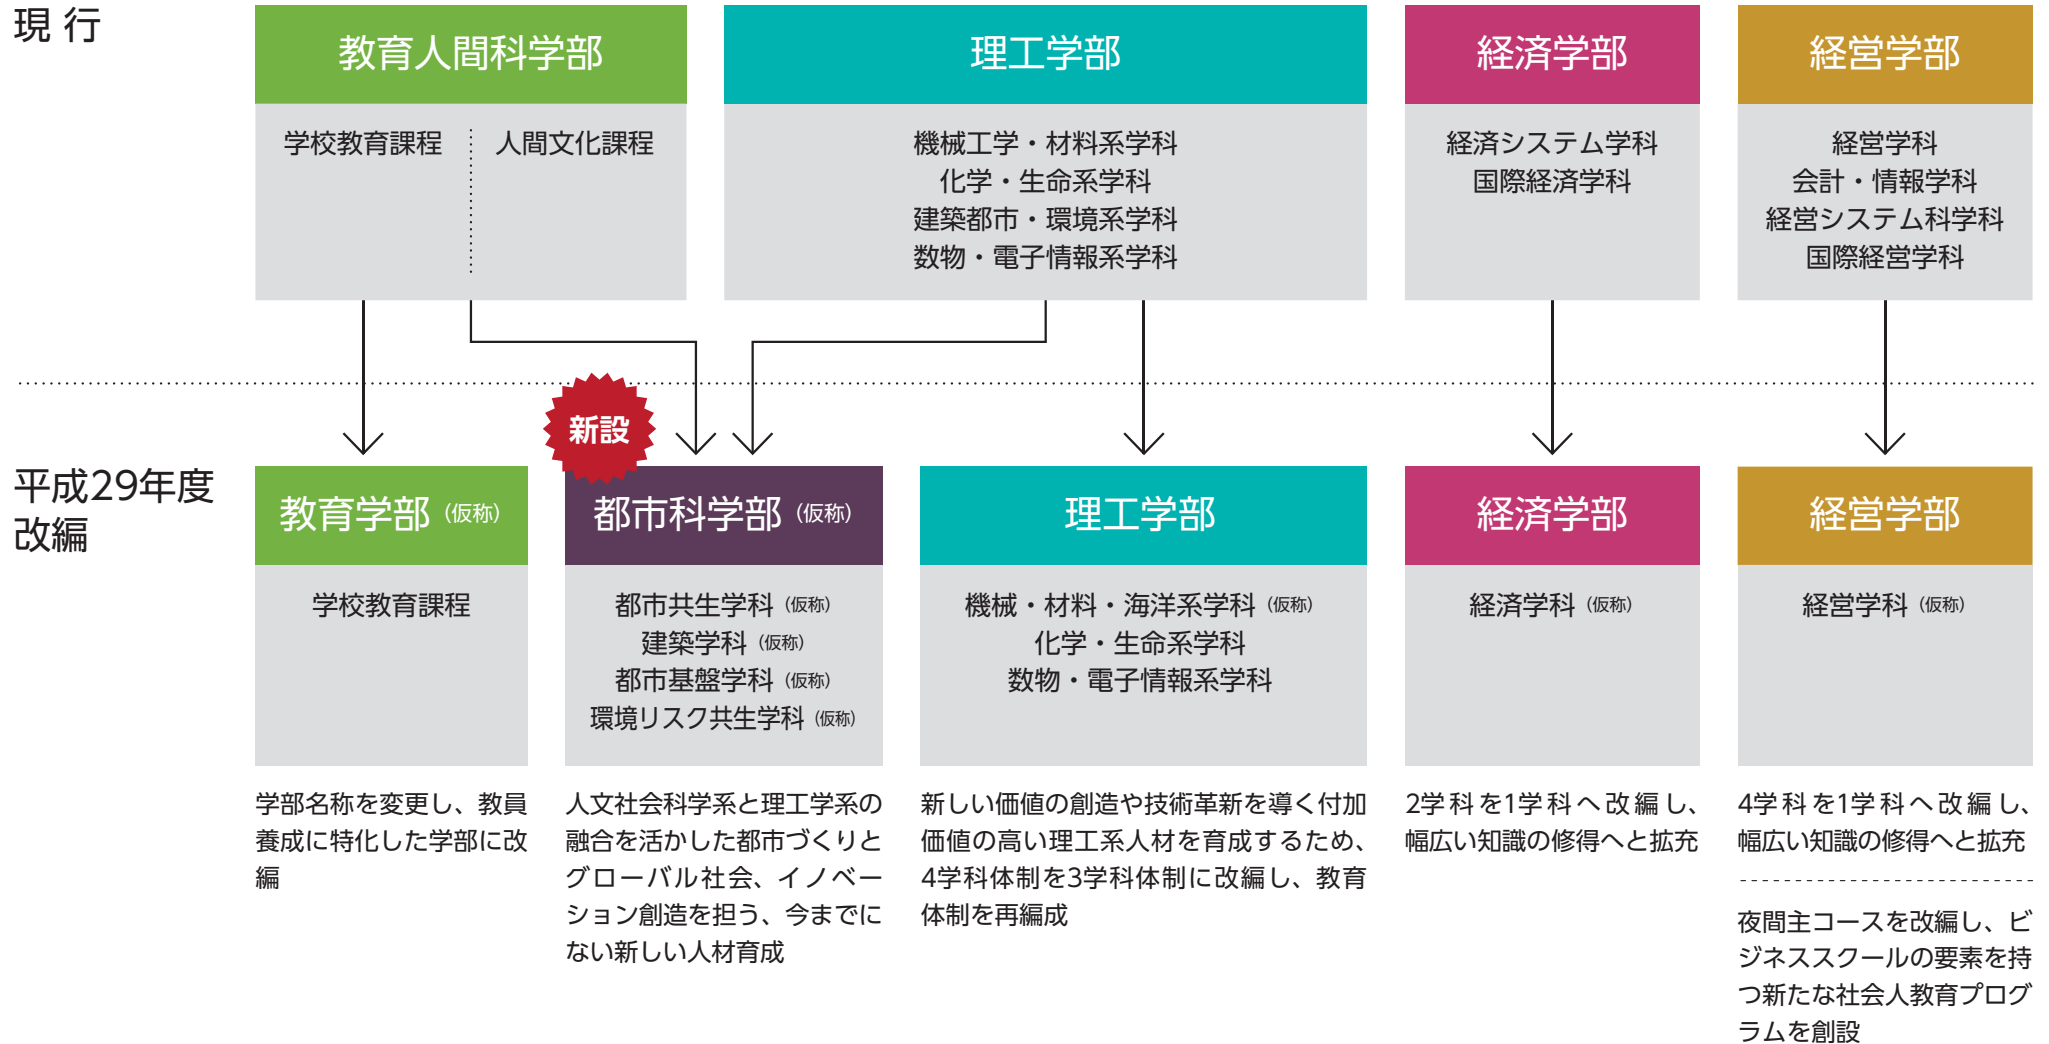 現 行
教育人間科学部
学校教育課程
人間文化課程
理工学部
機械工学・材料系学科
化学・生命系学科
建築都市・環境系学科
数物・電子情報系学科
経済学部
経済システム学科
国際経済学科
経営学部
経営学科
会計・情報学科
経営システム科学科
国際経営学科
平成29年度
改編
教育学部（仮称）
学校教育課程
学部名称を変更し、教員
養成に特化した学部に改
編
新設
都市科学部（仮称）
都市共生学科（仮称）
建築学科（仮称）
都市基盤学科（仮称）
環境リスク共生学科（仮称）
人文社会科学系と理工学系の
融合を活かした都市づくりと
グローバル社会、イノベー
ション創造を担う、今までに
ない新しい人材育成
理工学部
機械・材料・海洋系学科（仮称）
化学・生命系学科
数物・電子情報系学科
新しい価値の創造や技術革新を導く付加
価値の高い理工系人材を育成するため、
4学科体制を3学科体制に改編し、教育
体制を再編成
経済学部
経済学科（仮称）
2学科を1学科へ改編し、
幅広い知識の修得へと拡充
経営学部
経営学科（仮称）
4学科を1学科へ改編し、
幅広い知識の修得へと拡充
夜間主コースを改編し、ビ
ジネススクールの要素を持
つ新たな社会人教育プログ
ラムを創設